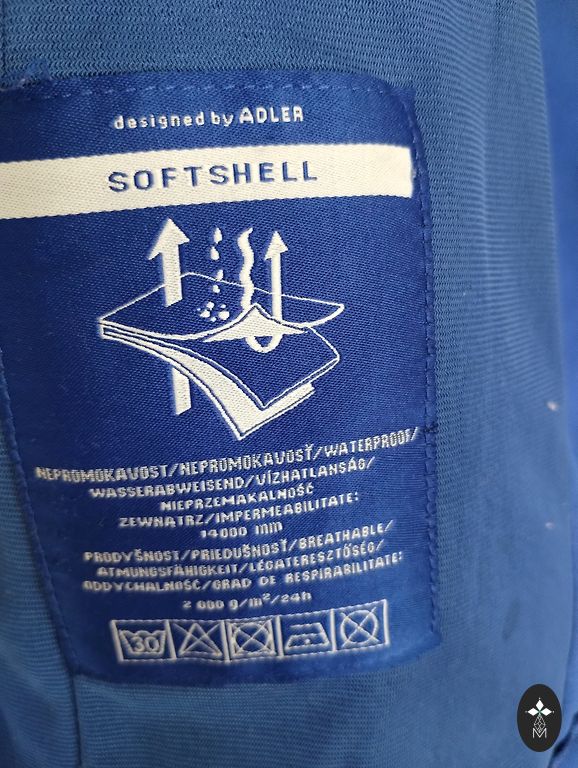 designed by ADLER
SOFTSHELL
NEPROMOKAVOST/NEPROMOKAVOSŤ/WATERPROOF/
WASSERABWEISEND/VÍZHATLANSÁG/
NIEPRZEMAKALNOŚĆ
ZEWNĄTRZ/IMPERMEABILITATE:
14000 mm
PRODYŠNOST/PRIEDUŠNOSŤ/BREATHABLE/
ATMUNGSFÄHIGKEIT/LÉGATERESZTŐSÉG/
ODDYCHALNOŚĆ/GRAD DE RESPIRABILITATE:
2 000 g/m²/24h
30
M